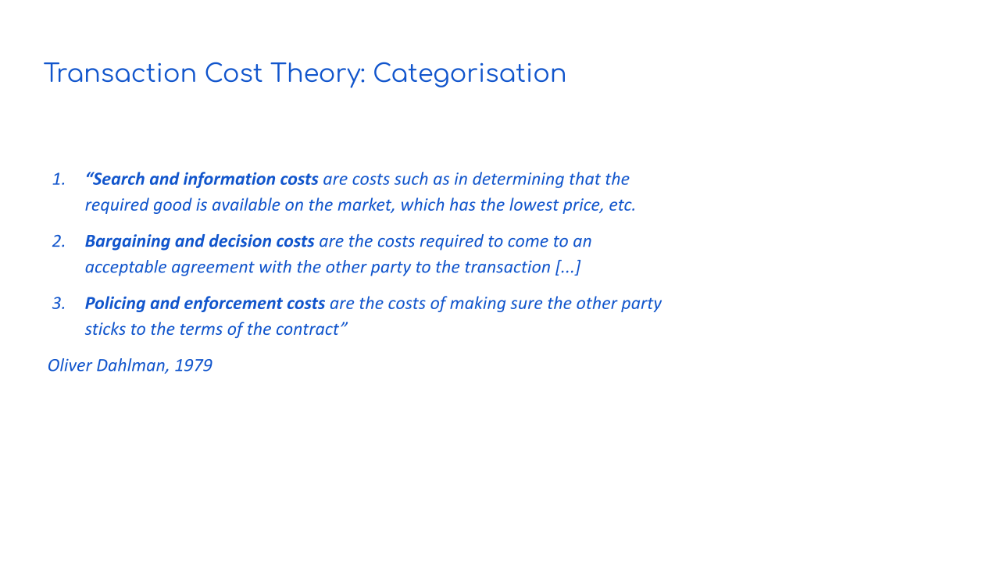 Transaction Cost Theory: Categorisation
1. “Search and information costs are costs such as in determining that the
required good is available on the market, which has the lowest price, etc.
2. Bargaining and decision costs are the costs required to come to an
acceptable agreement with the other party to the transaction [...]
3. Policing and enforcement costs are the costs of making sure the other party
sticks to the terms of the contract”
Oliver Dahlman, 1979